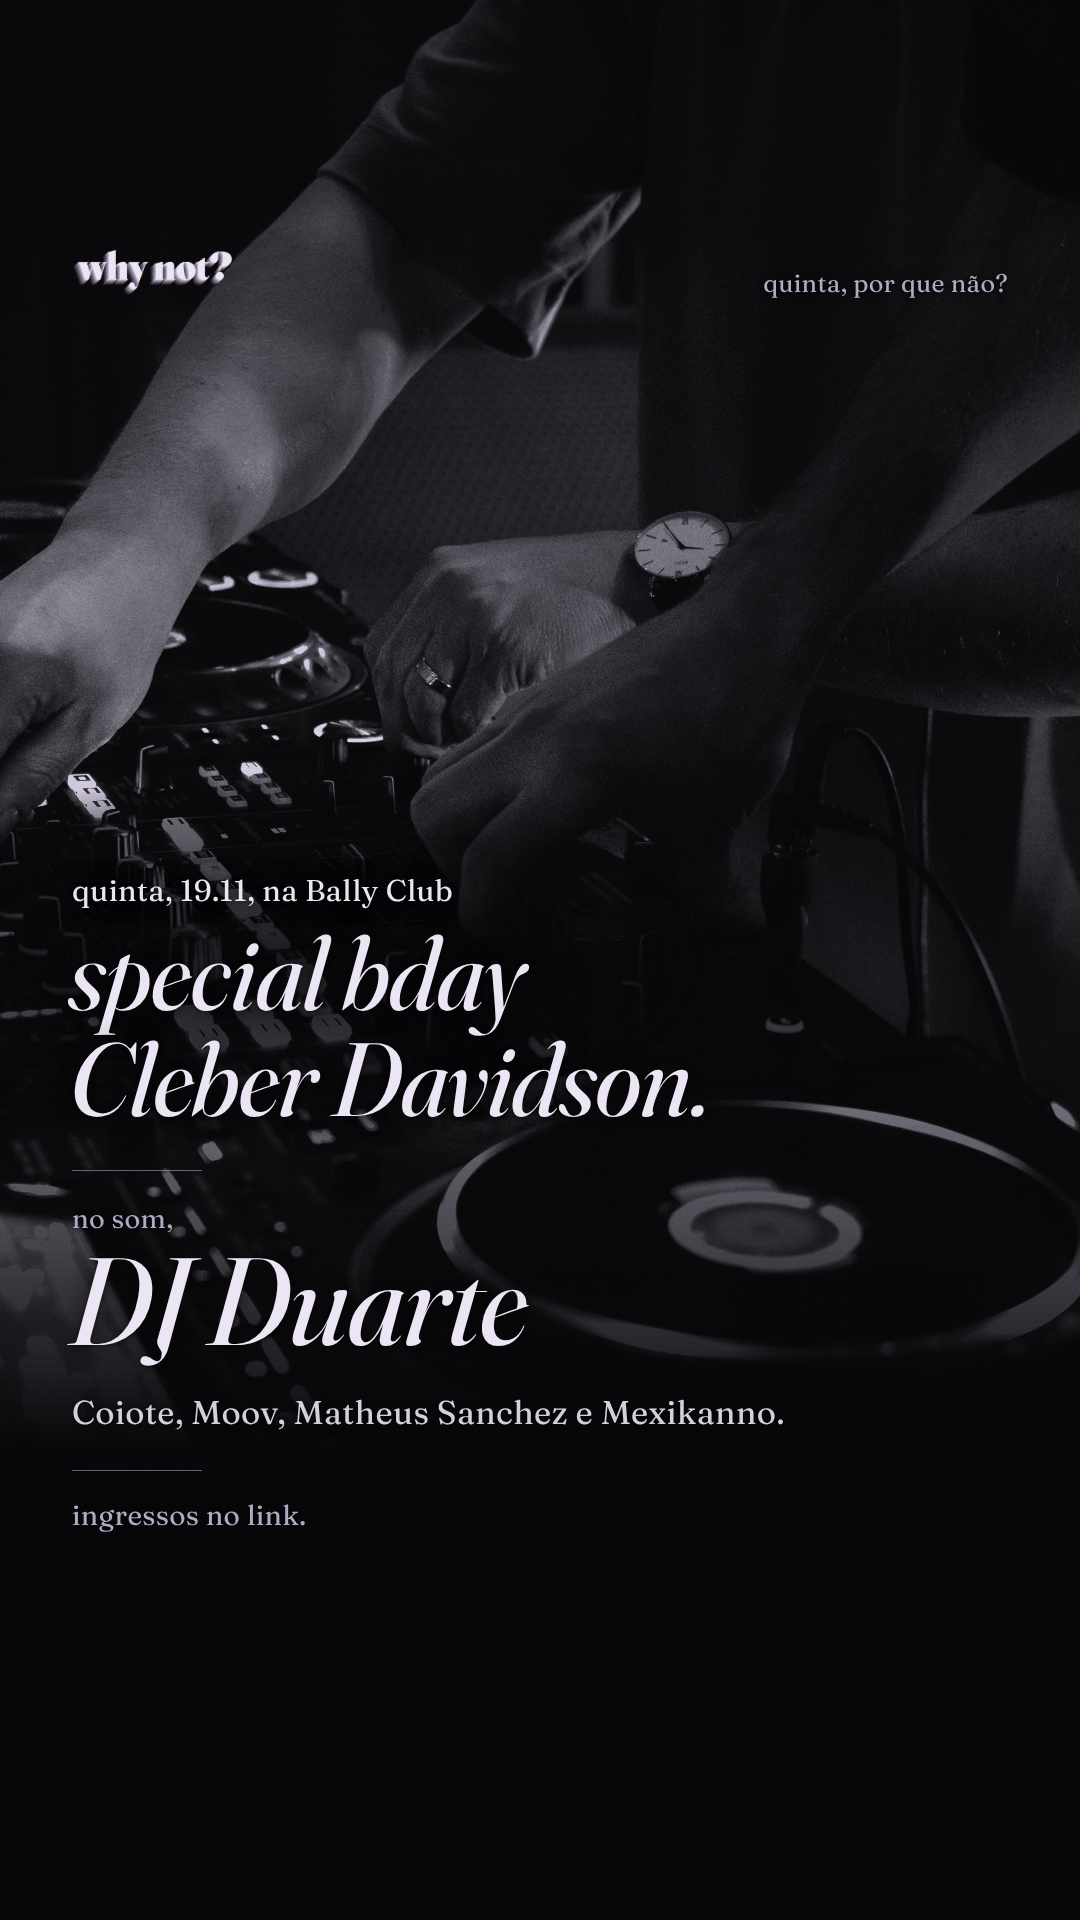 why not?
quinta, por que não?
quinta, 19.11, na Bally Club
special bday
Cleber Davidson.
no som,
DJ Duarte
Coiote, Moov, Matheus Sanchez e Mexikanno.
ingressos no link.